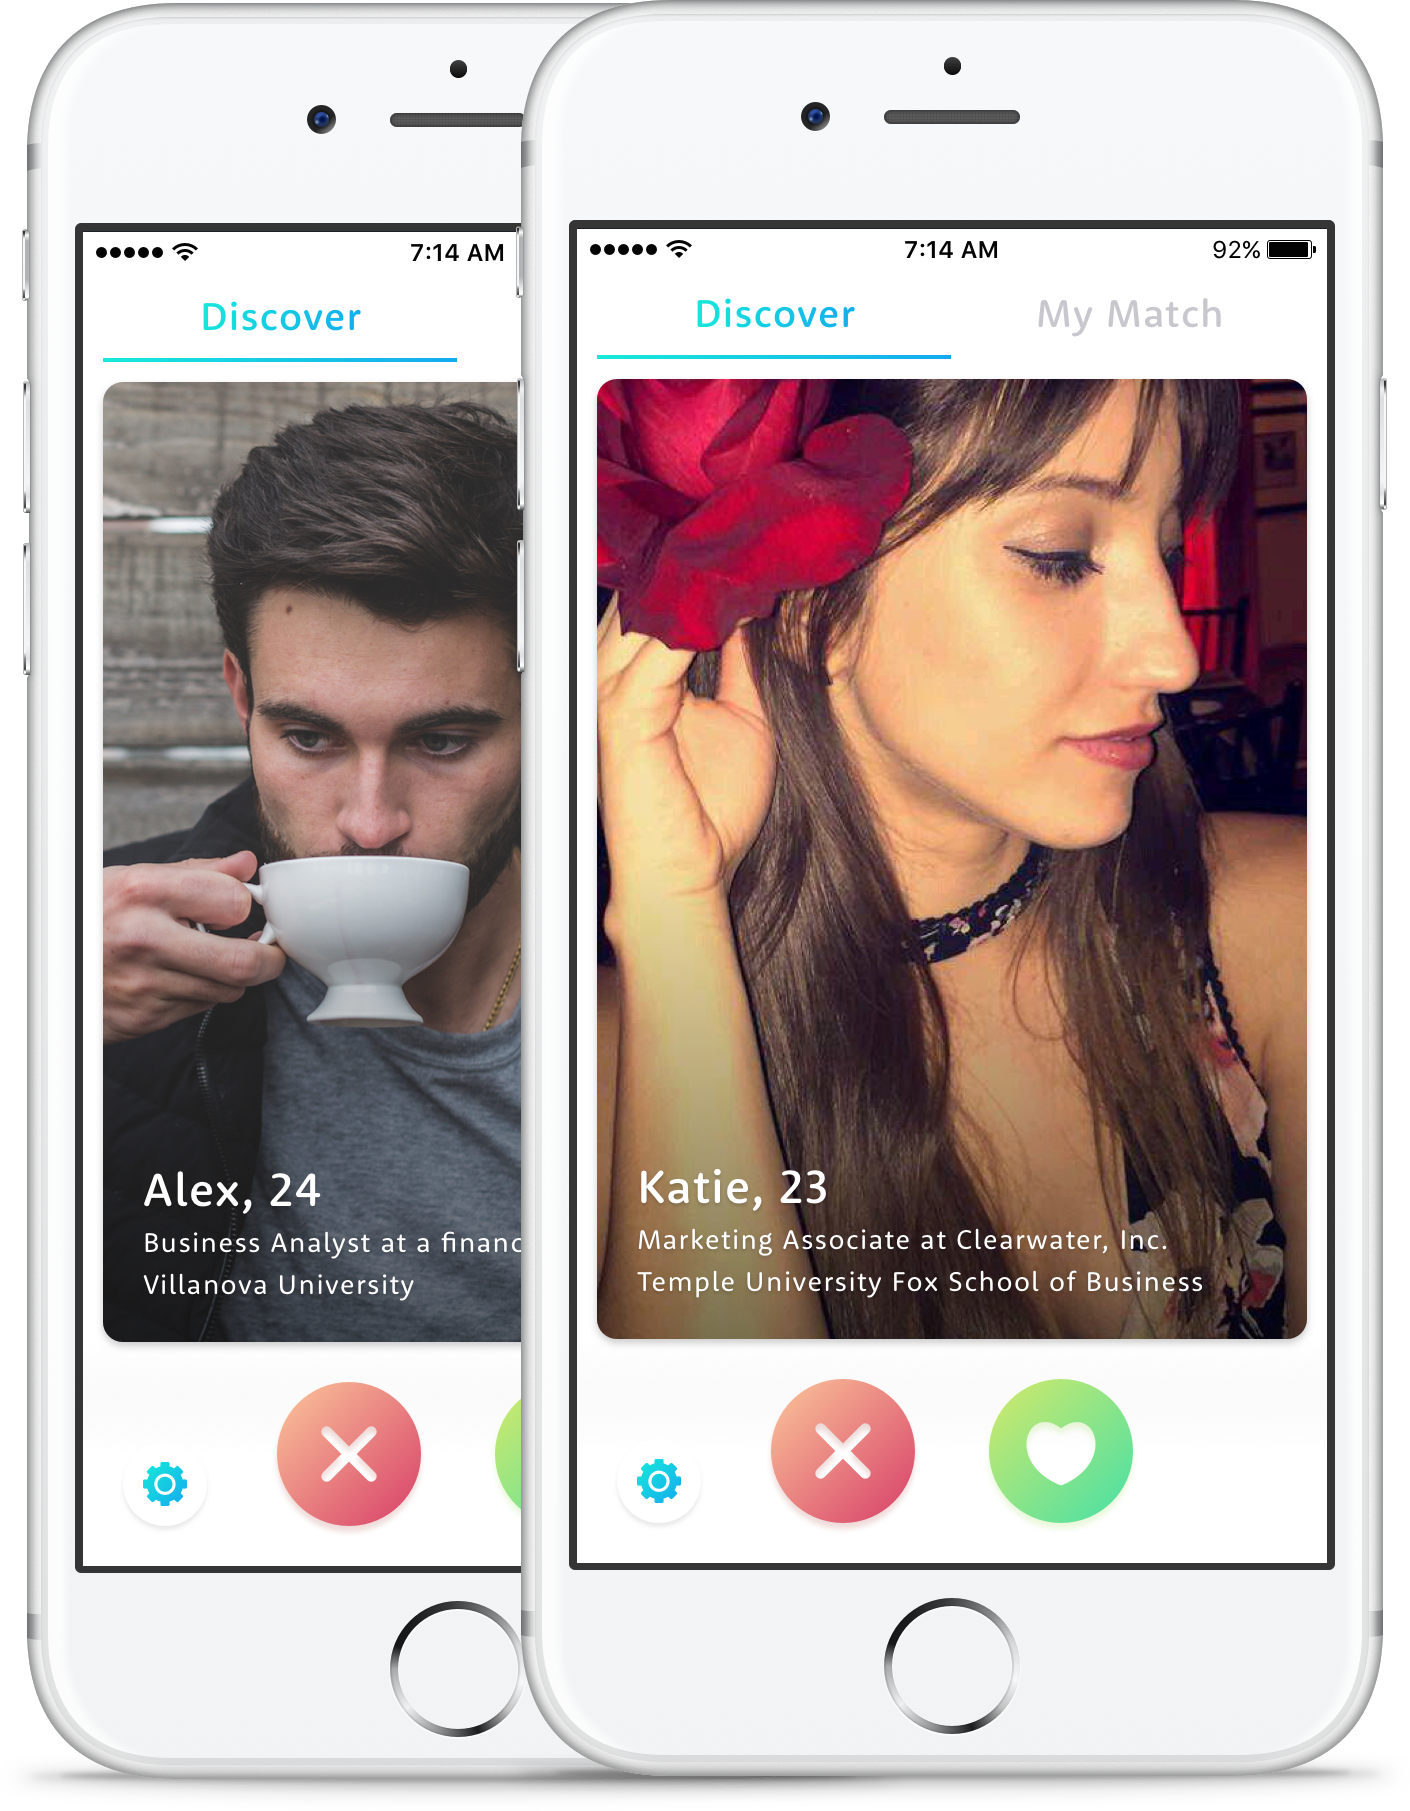 7:14 AM
Discover
Alex, 24
Business Analyst at a financ
Villanova University
7:14 AM 92%
Discover My Match
Katie, 23
Marketing Associate at Clearwater, Inc.
Temple University Fox School of Business